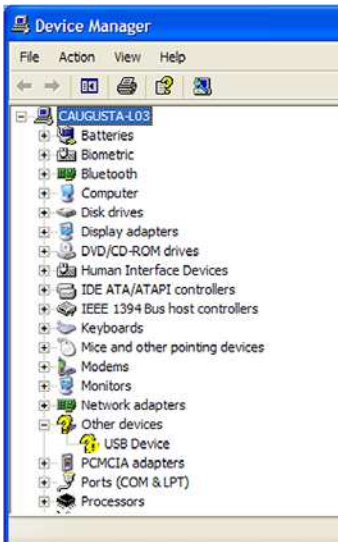 Device Manager
File Action View Help
CAUGUSTA-L03
Batteries
Biometric
Bluetooth
Computer
Disk drives
Display adapters
DVD/CD-ROM drives
Human Interface Devices
IDE ATA/ATAPI controllers
IEEE 1394 Bus host controllers
Keyboards
Mice and other pointing devices
Modems
Monitors
Network adapters
Other devices
USB Device
PCMCIA adapters
Ports (COM & LPT)
Processors